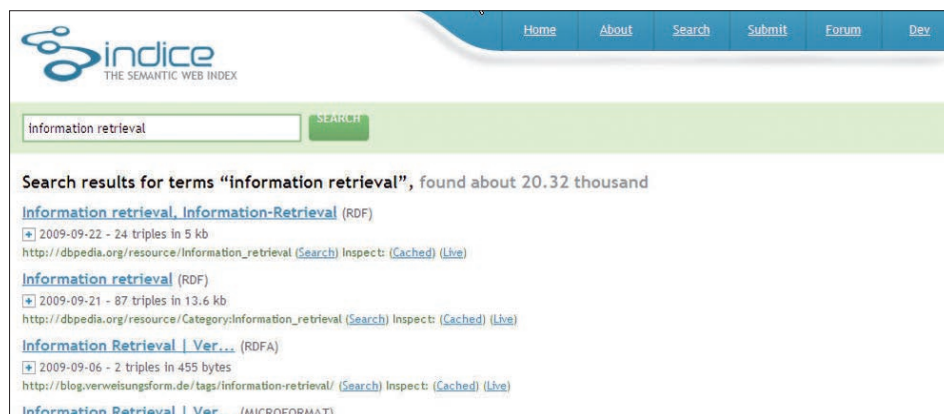 Home About Search Submit Forum Dev
Sindice
THE SEMANTIC WEB INDEX
information retrieval SEARCH
Search results for terms “information retrieval”, found about 20.32 thousand
Information retrieval, Information-Retrieval (RDF)
+ 2009-09-22 - 24 triples in 5 kb
http://dbpedia.org/resource/Information_retrieval (Search) Inspect: (Cached) (Live)
Information retrieval (RDF)
+ 2009-09-21 - 87 triples in 13.6 kb
http://dbpedia.org/resource/Category:Information_retrieval (Search) Inspect: (Cached) (Live)
Information Retrieval | Ver... (RDFA)
+ 2009-09-06 - 2 triples in 455 bytes
http://blog.verweisungsform.de/tags/information-retrieval/ (Search) Inspect: (Cached) (Live)
Information Retrieval | Ver... (MICROFORMAT)